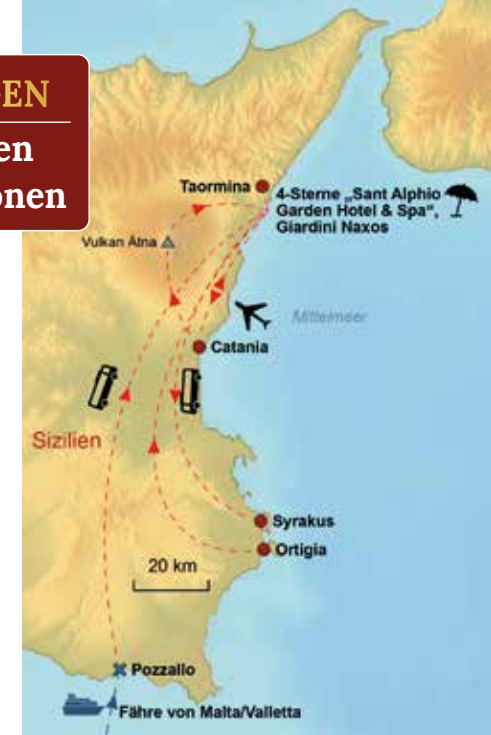 EN
en
onen
Taormina
4-Sterne „Sant Alphio
Garden Hotel & Spa“,
Giardini Naxos
Vulkan Ätna
Mittelmeer
Catania
Sizilien
Syrakus
Ortigia
20 km
Pozzallo
Fähre von Malta/Valletta